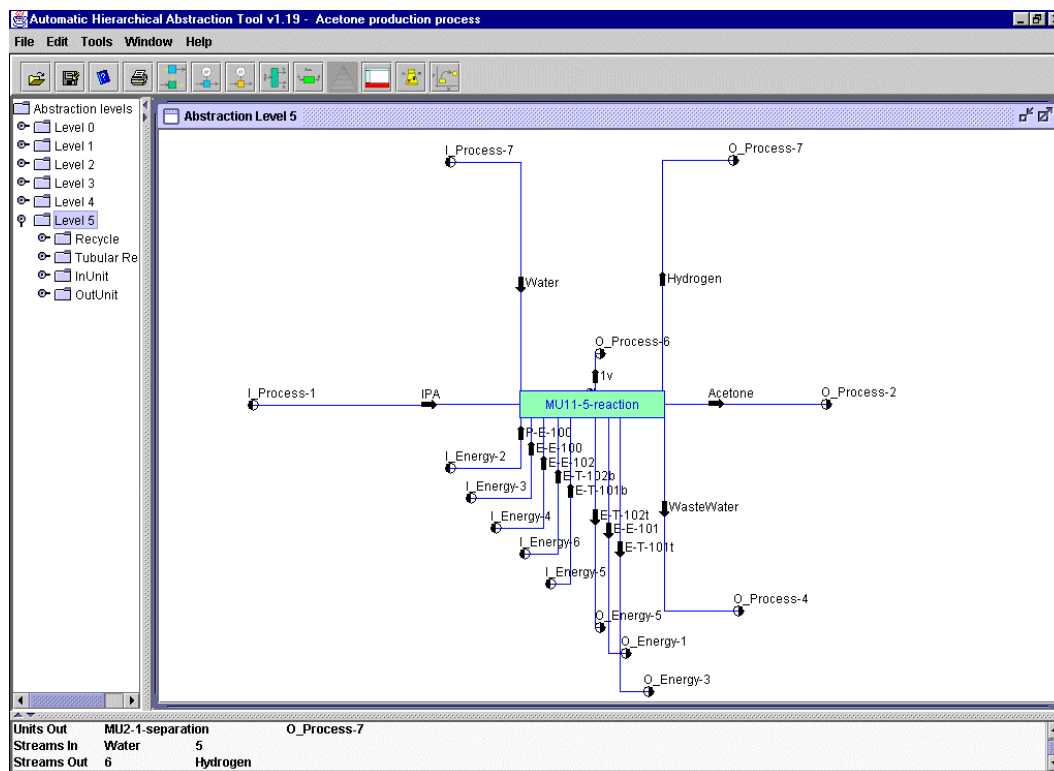 Automatic Hierarchical Abstraction Tool v1.19 - Acetone production process
File Edit Tools Window Help
Abstraction levels
Level 0
Level 1
Level 2
Level 3
Level 4
Level 5
Recycle
Tubular Re
InUnit
OutUnit
Abstraction Level 5
I_Process-7
O_Process-7
Water
Hydrogen
O_Process-6
1v
I_Process-1
IPA
MU11-5-reaction
Acetone
O_Process-2
P-E-100
E-E-100
E-E-102
E-T-102b
E-T-101b
I_Energy-2
I_Energy-3
I_Energy-4
I_Energy-6
I_Energy-5
E-T-102t
E-E-101
E-T-101t
WasteWater
O_Process-4
O_Energy-5
O_Energy-1
O_Energy-3
Units Out MU2-1-separation O_Process-7
Streams In Water 5
Streams Out 6 Hydrogen